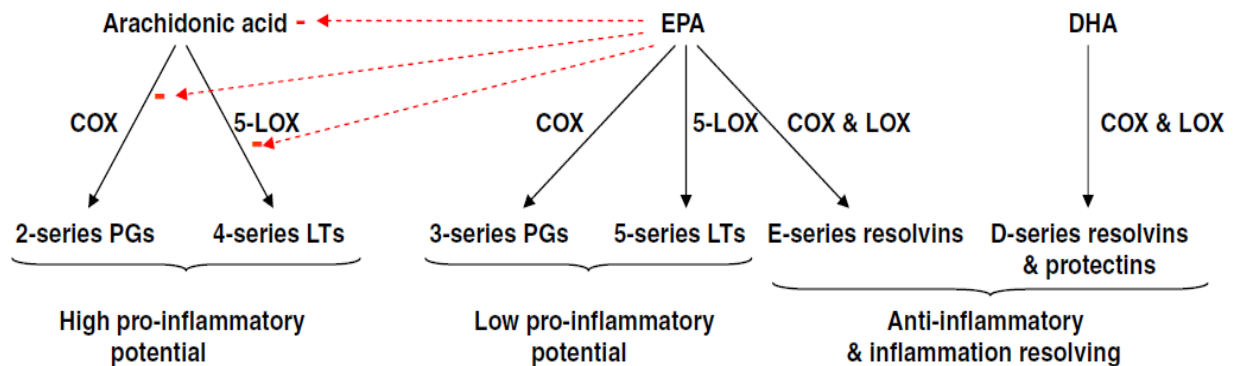 Arachidonic acid -
EPA
DHA
-
-
COX
5-LOX
COX
5-LOX
COX & LOX
COX & LOX
2-series PGs
4-series LTs
3-series PGs
5-series LTs
E-series resolvins
D-series resolvins
& protectins
High pro-inflammatory
potential
Low pro-inflammatory
potential
Anti-inflammatory
& inflammation resolving